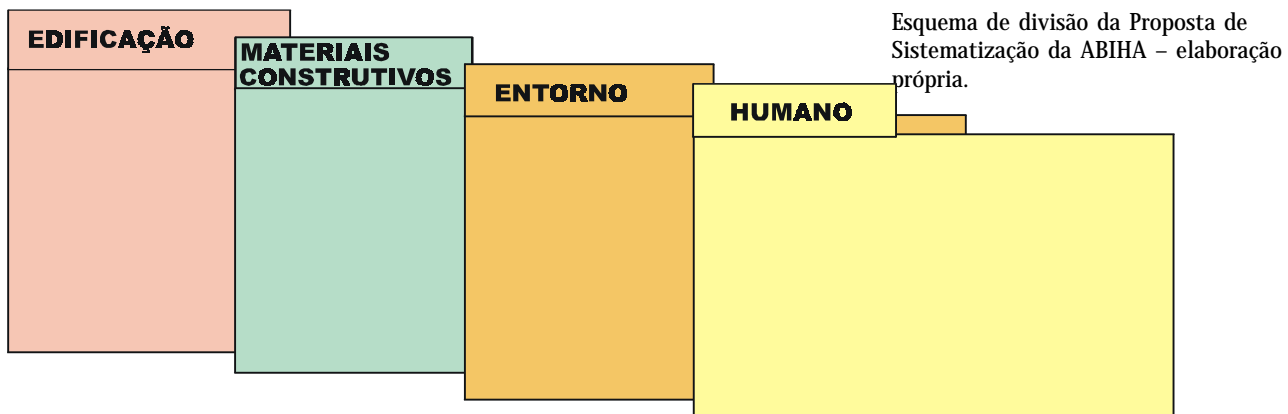 EDIFICAÇÃO
MATERIAIS
CONSTRUTIVOS
ENTORNO
HUMANO
Esquema de divisão da Proposta de
Sistematização da ABIHA – elaboração
própria.